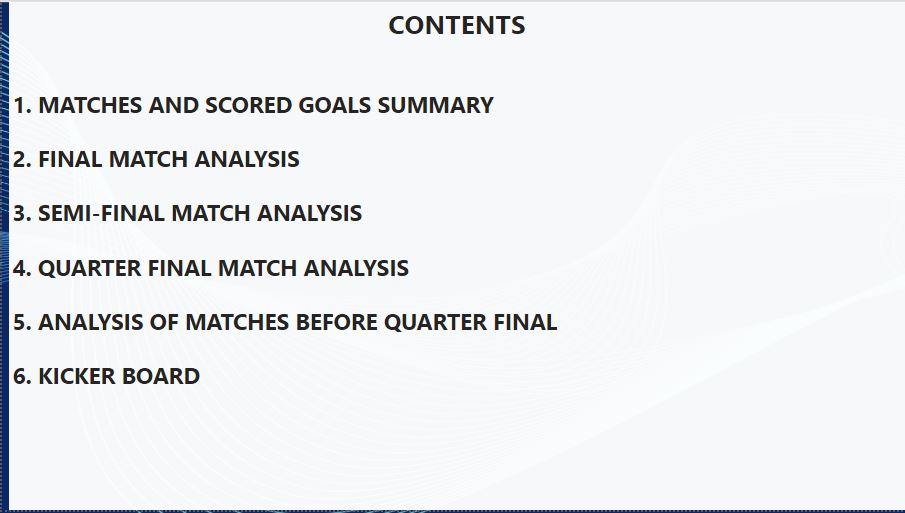 CONTENTS
1. MATCHES AND SCORED GOALS SUMMARY
2. FINAL MATCH ANALYSIS
3. SEMI-FINAL MATCH ANALYSIS
4. QUARTER FINAL MATCH ANALYSIS
5. ANALYSIS OF MATCHES BEFORE QUARTER FINAL
6. KICKER BOARD